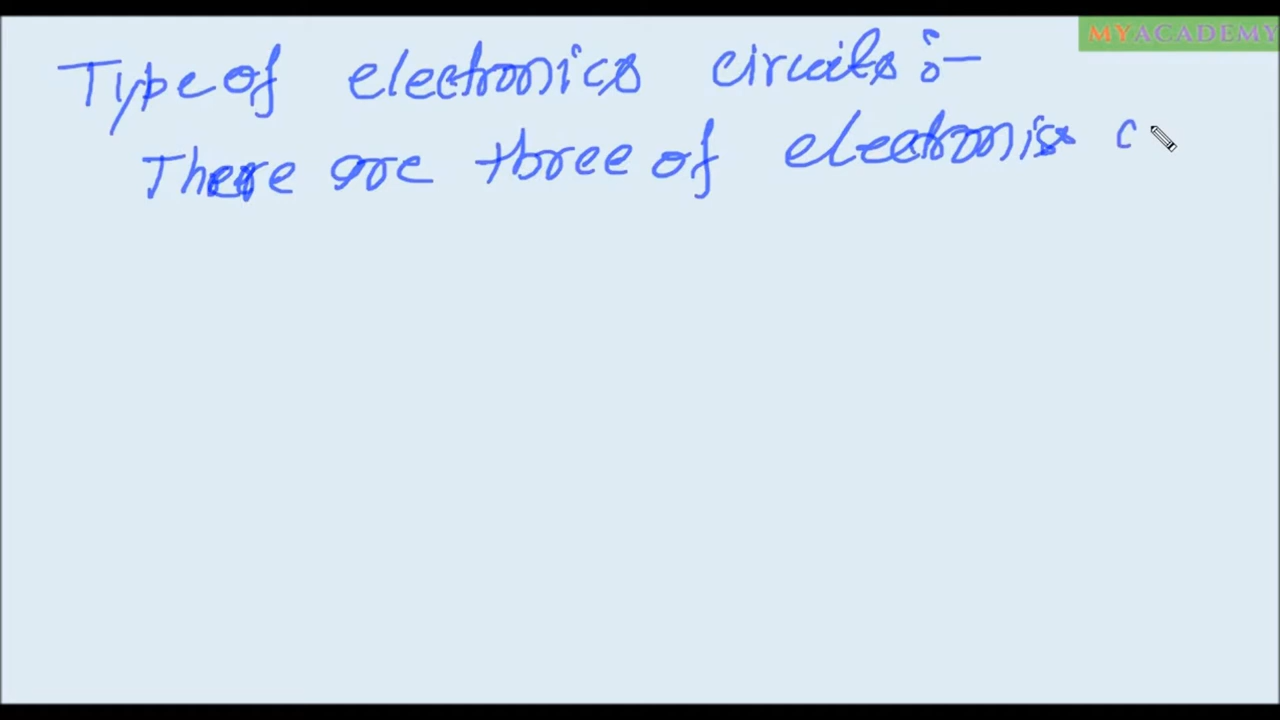 MYACADEMY
Type of electronics circuits :-
There are three of electronics c